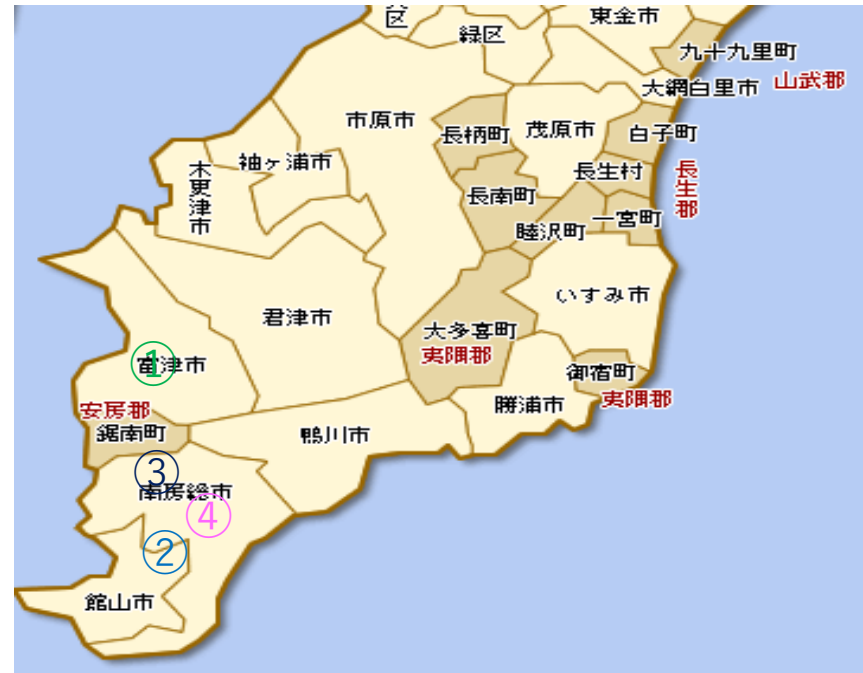 区
緑区
東金市
九十九里町
大網白里市
山武郡
市原市
長柄町
茂原市
白子町
袖ヶ浦市
木更津市
長生村
長生郡
長南町
一宮町
睦沢町
いすみ市
君津市
大多喜町
夷隅郡
富津市
①
御宿町
夷隅郡
勝浦市
安房郡
鋸南町
鴨川市
③
南房総市
④
②
館山市